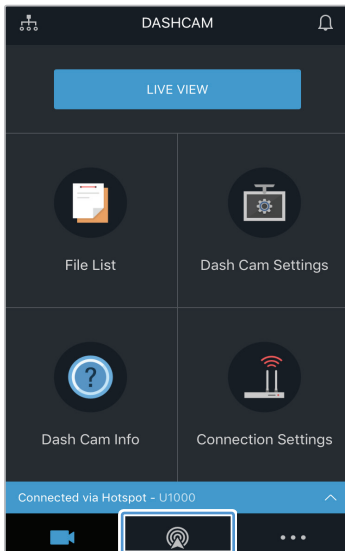 DASHCAM
LIVE VIEW
File List
Dash Cam Settings
Dash Cam Info
Connection Settings
Connected via Hotspot - U1000